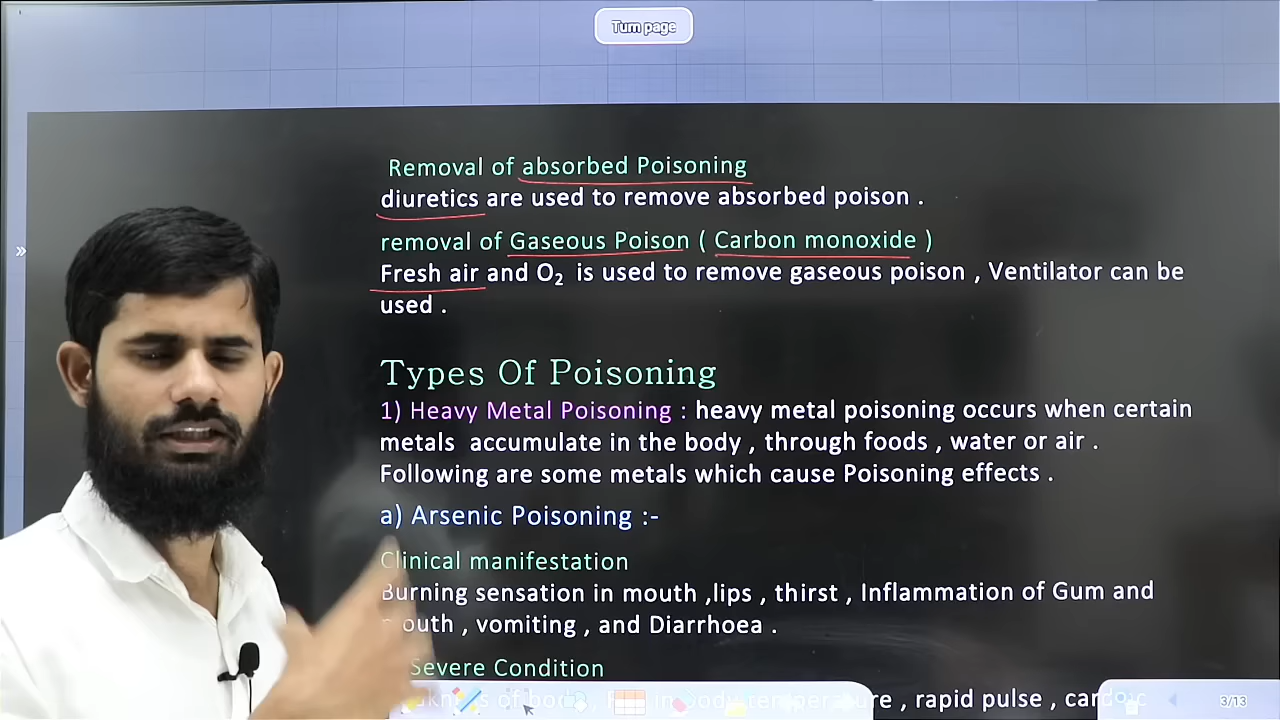 Turn page
Removal of absorbed Poisoning
diuretics are used to remove absorbed poison .
removal of Gaseous Poison ( Carbon monoxide )
Fresh air and O₂ is used to remove gaseous poison , Ventilator can be
used .
»
Types Of Poisoning
1) Heavy Metal Poisoning : heavy metal poisoning occurs when certain
metals accumulate in the body , through foods , water or air .
Following are some metals which cause Poisoning effects .
a) Arsenic Poisoning :-
Clinical manifestation
Burning sensation in mouth ,lips , thirst , Inflammation of Gum and
mouth , vomiting , and Diarrhoea .
Severe Condition
of body temperature , rapid pulse ,
3/13